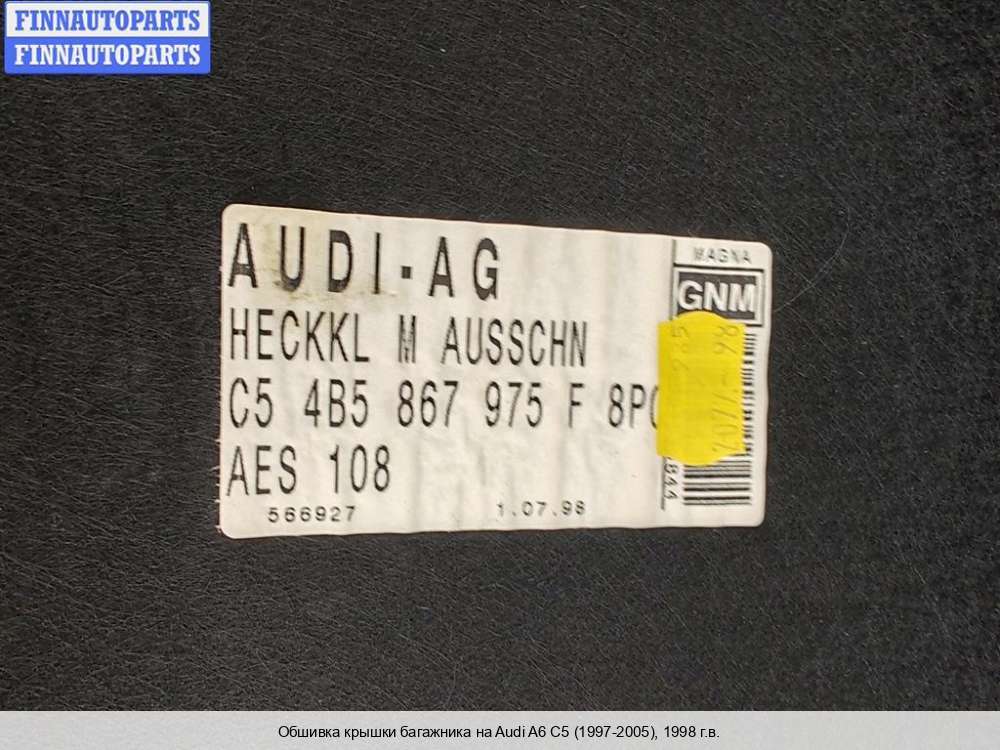 FINNAUTOPARTS
FINNAUTOPARTS
AUDI-AG
HECKKL M AUSSCHN
C5 4B5 867 975 F 8P
AES 108
566927 1.07.98
MAGNA
GNM
844
Обшивка крышки багажника на Audi A6 C5 (1997-2005), 1998 г.в.